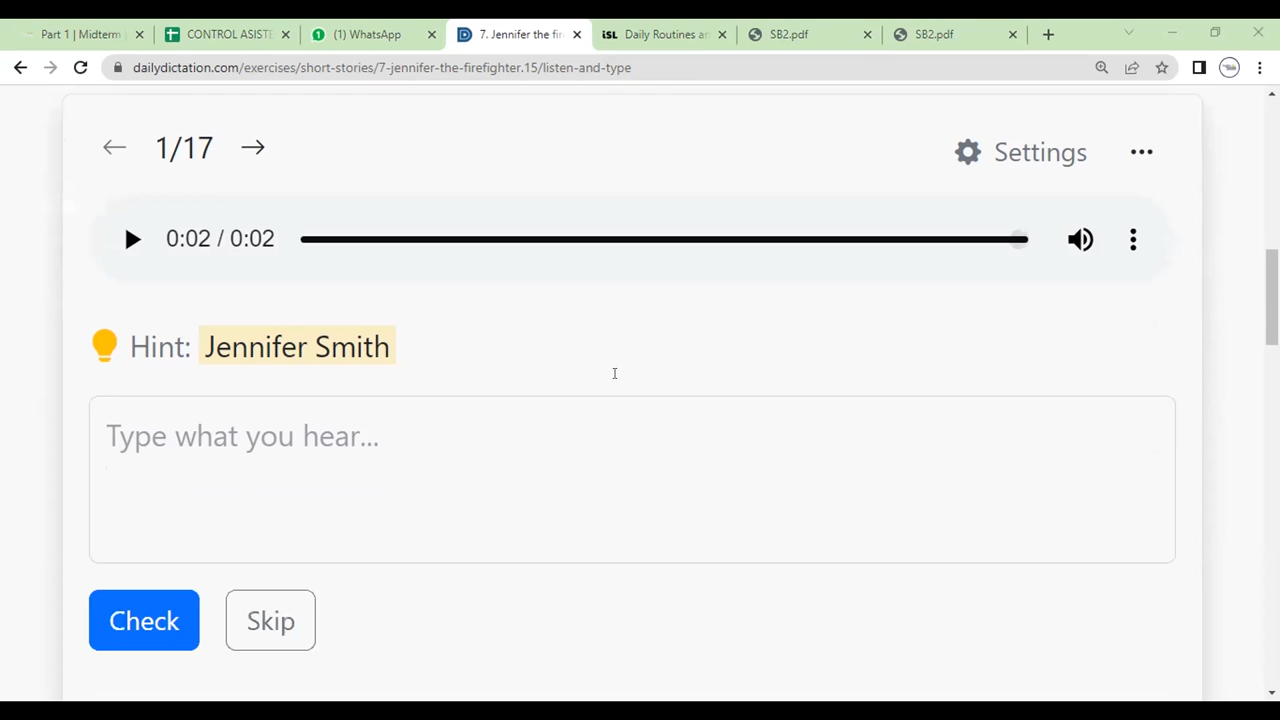 Part 1 | Midterm
CONTROL ASISTE
(1) WhatsApp
7. Jennifer the fir
iSL Daily Routines an
SB2.pdf
SB2.pdf
dailydictation.com/exercises/short-stories/7-jennifer-the-firefighter.15/listen-and-type
1/17
Settings
0:02 / 0:02
Hint: Jennifer Smith
Type what you hear...
Check
Skip